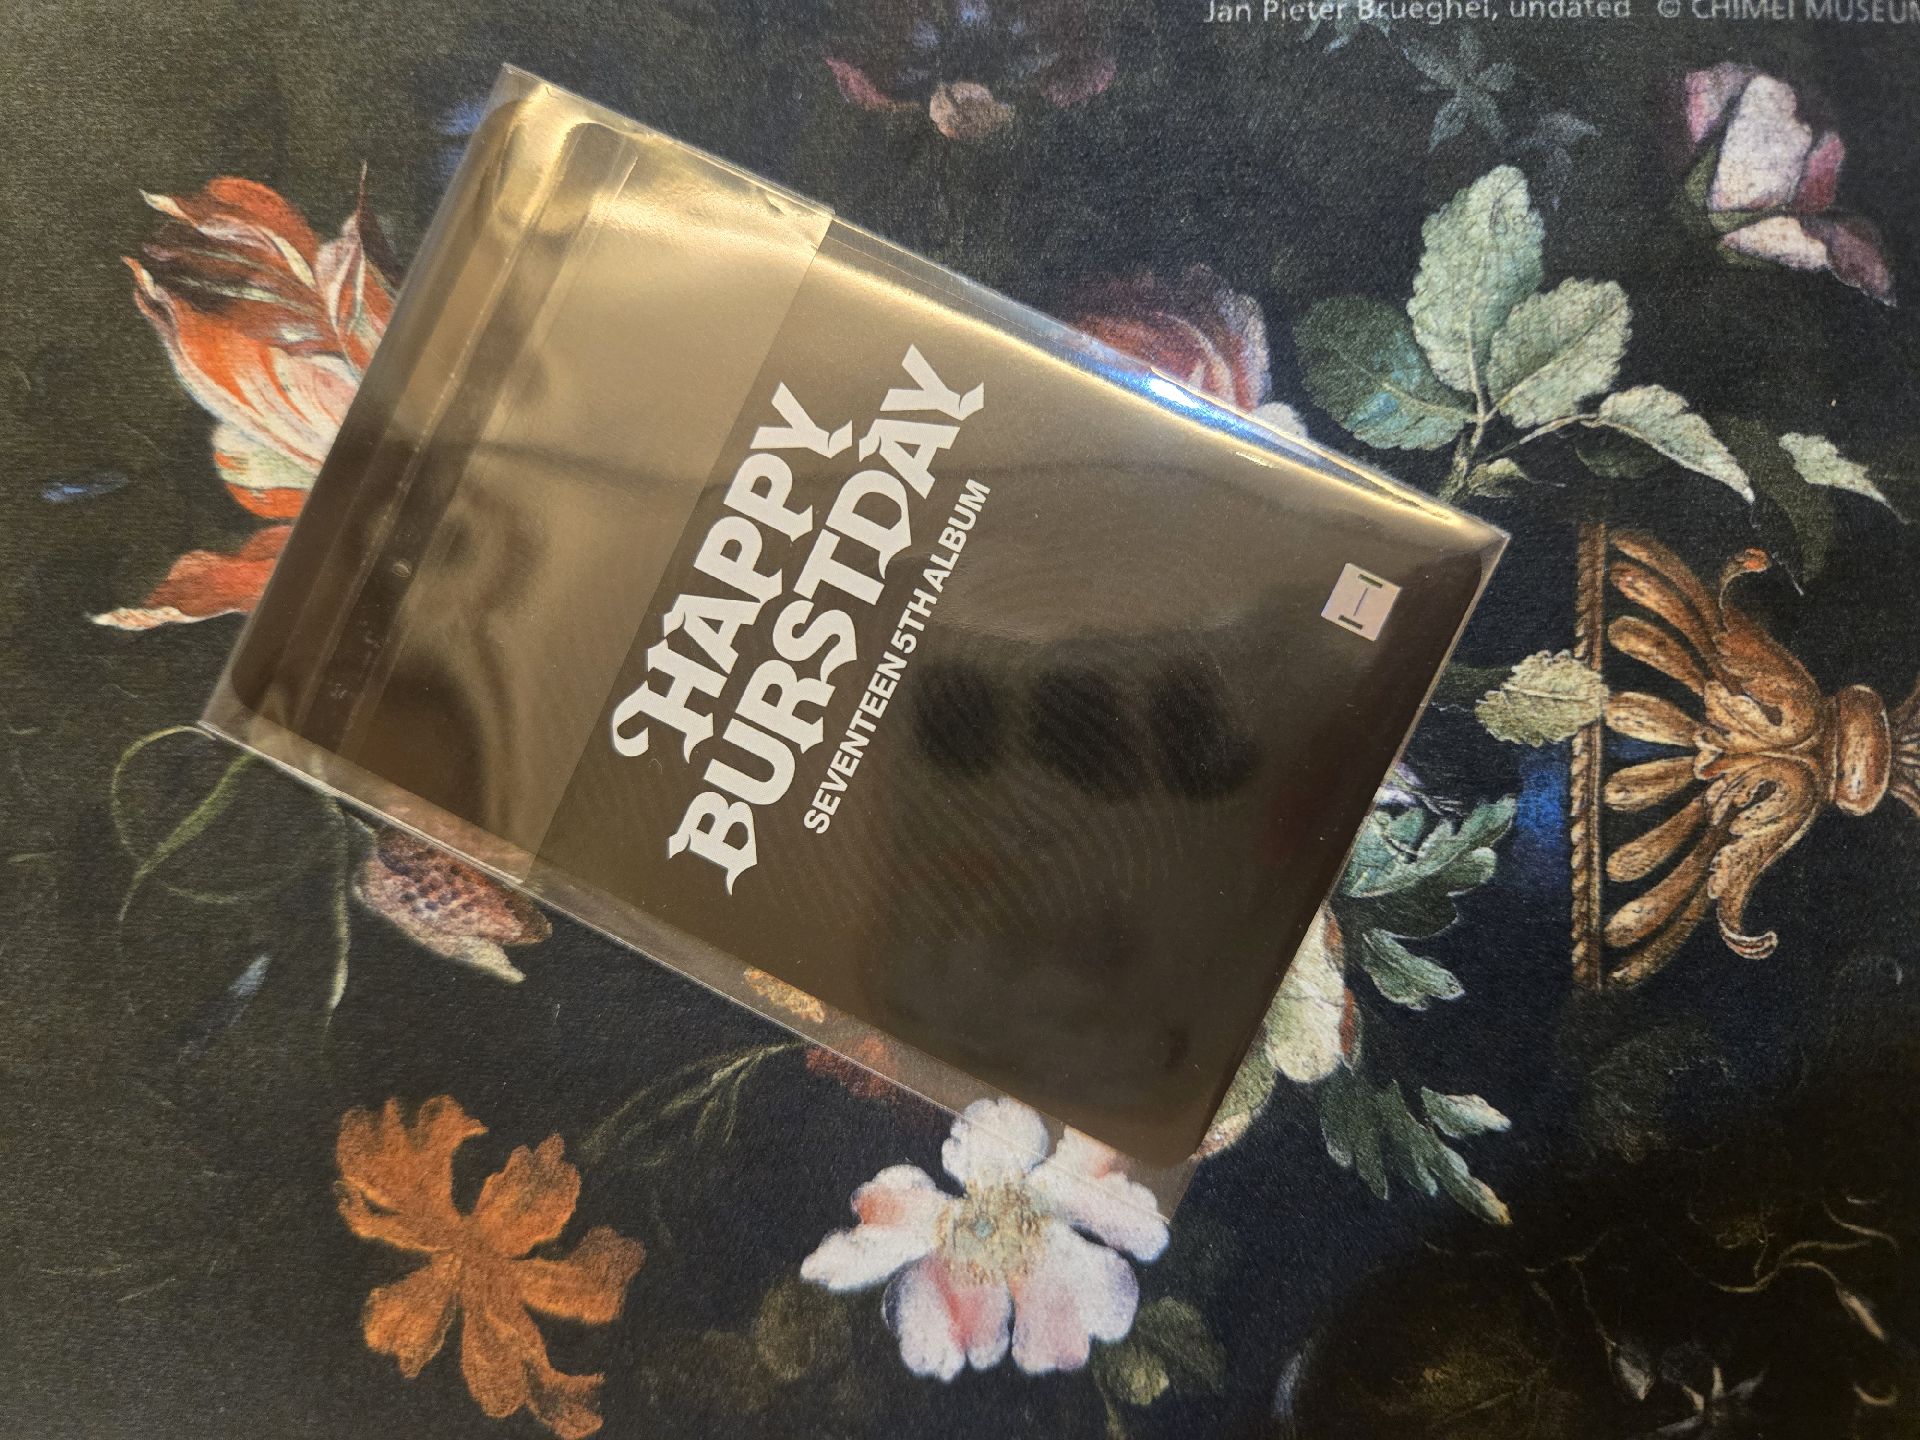 Jan Pieter Brueghel, undated © CHIMEI MUSEUM
HAPPY
BURSTDAY
SEVENTEEN 5TH ALBUM